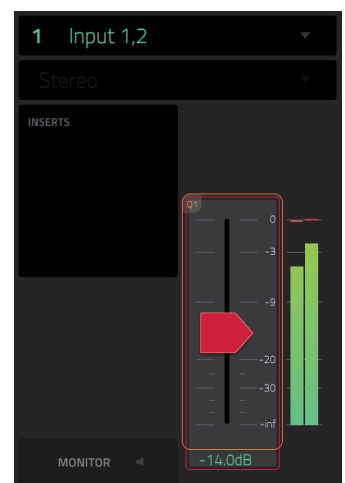 1 Input 1,2
Stereo
INSERTS
Q1
0
-3
-9
-20
-30
-inf
MONITOR
-14.0dB